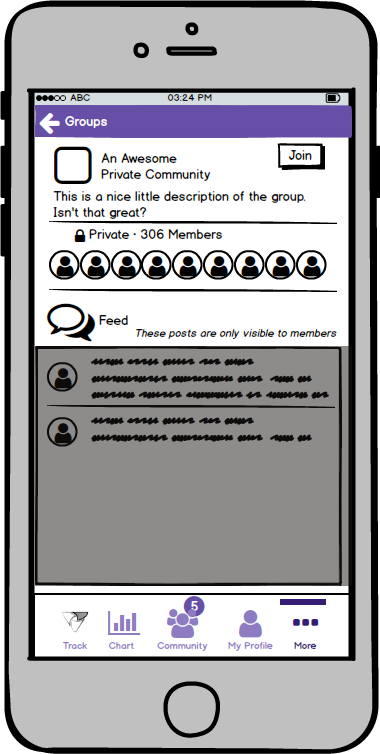 ABC 03:24 PM
Groups
An Awesome
Private Community
Join
This is a nice little description of the group.
Isn't that great?
Private · 306 Members
Feed
These posts are only visible to members
5
Track Chart Community My Profile More